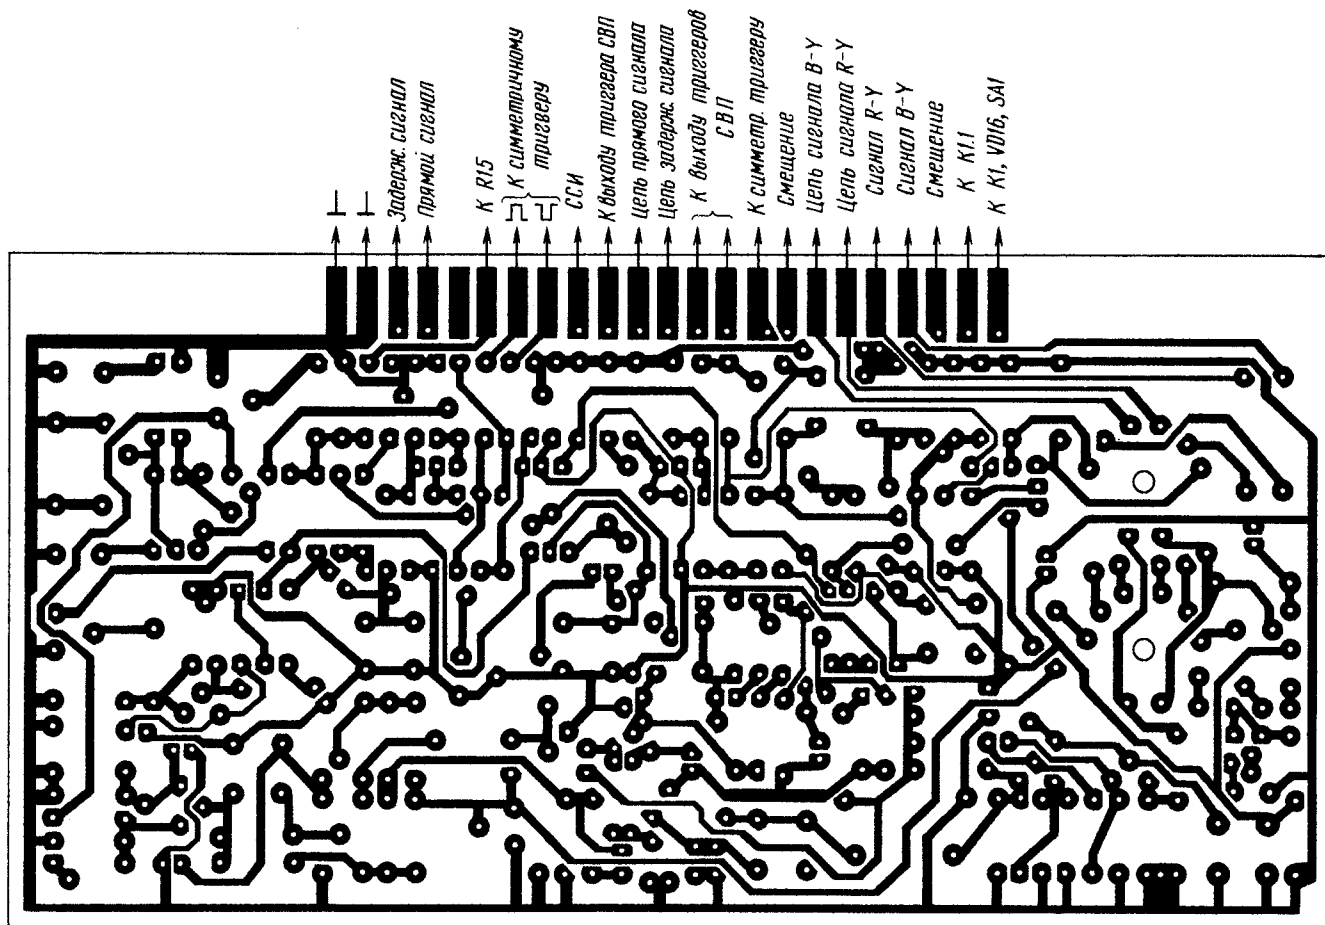 ⊥
⊥
Задерж. сигнал
Прямой сигнал
К R15
К симметричному
триггеру
ССИ
К выходу триггера СВП
Цепь прямого сигнала
Цепь задерж. сигнала
К выходу триггеров
СВП
К симметр. триггеру
Смещение
Цепь сигнала B-Y
Цепь сигнала R-Y
Сигнал R-Y
Сигнал B-Y
Смещение
К К1.1
К К1, VD16, SA1